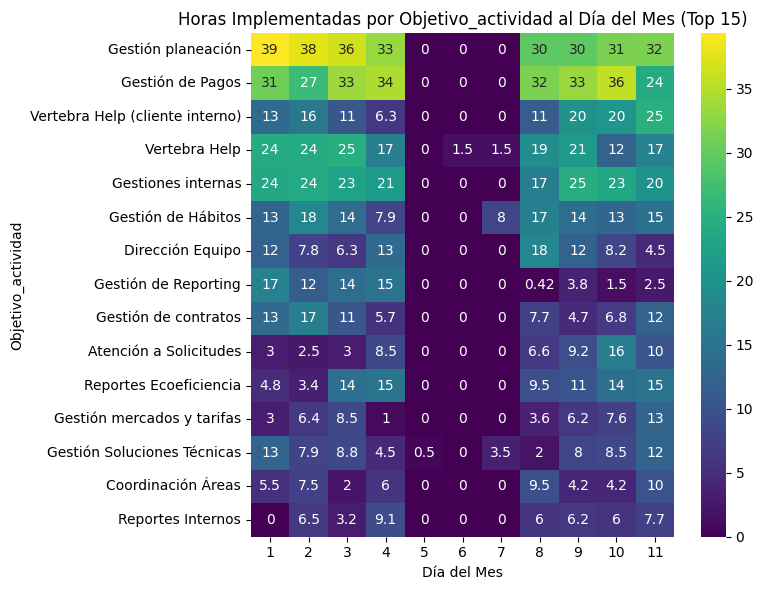 Horas Implementadas por Objetivo_actividad al Día del Mes (Top 15)
Objetivo_actividad
Gestión planeación 39 38 36 33 0 0 0 30 30 31 32
Gestión de Pagos 31 27 33 34 0 0 0 32 33 36 24
Vertebra Help (cliente interno) 13 16 11 6.3 0 0 0 11 20 20 25
Vertebra Help 24 24 25 17 0 1.5 1.5 19 21 12 17
Gestiones internas 24 24 23 21 0 0 0 17 25 23 20
Gestión de Hábitos 13 18 14 7.9 0 0 8 17 14 13 15
Dirección Equipo 12 7.8 6.3 13 0 0 0 18 12 8.2 4.5
Gestión de Reporting 17 12 14 15 0 0 0 0.42 3.8 1.5 2.5
Gestión de contratos 13 17 11 5.7 0 0 0 7.7 4.7 6.8 12
Atención a Solicitudes 3 2.5 3 8.5 0 0 0 6.6 9.2 16 10
Reportes Ecoeficiencia 4.8 3.4 14 15 0 0 0 9.5 11 14 15
Gestión mercados y tarifas 3 6.4 8.5 1 0 0 0 3.6 6.2 7.6 13
Gestión Soluciones Técnicas 13 7.9 8.8 4.5 0.5 0 3.5 2 8 8.5 12
Coordinación Áreas 5.5 7.5 2 6 0 0 0 9.5 4.2 4.2 10
Reportes Internos 0 6.5 3.2 9.1 0 0 0 6 6.2 6 7.7
1 2 3 4 5 6 7 8 9 10 11
Día del Mes
35
30
25
20
15
10
5
0